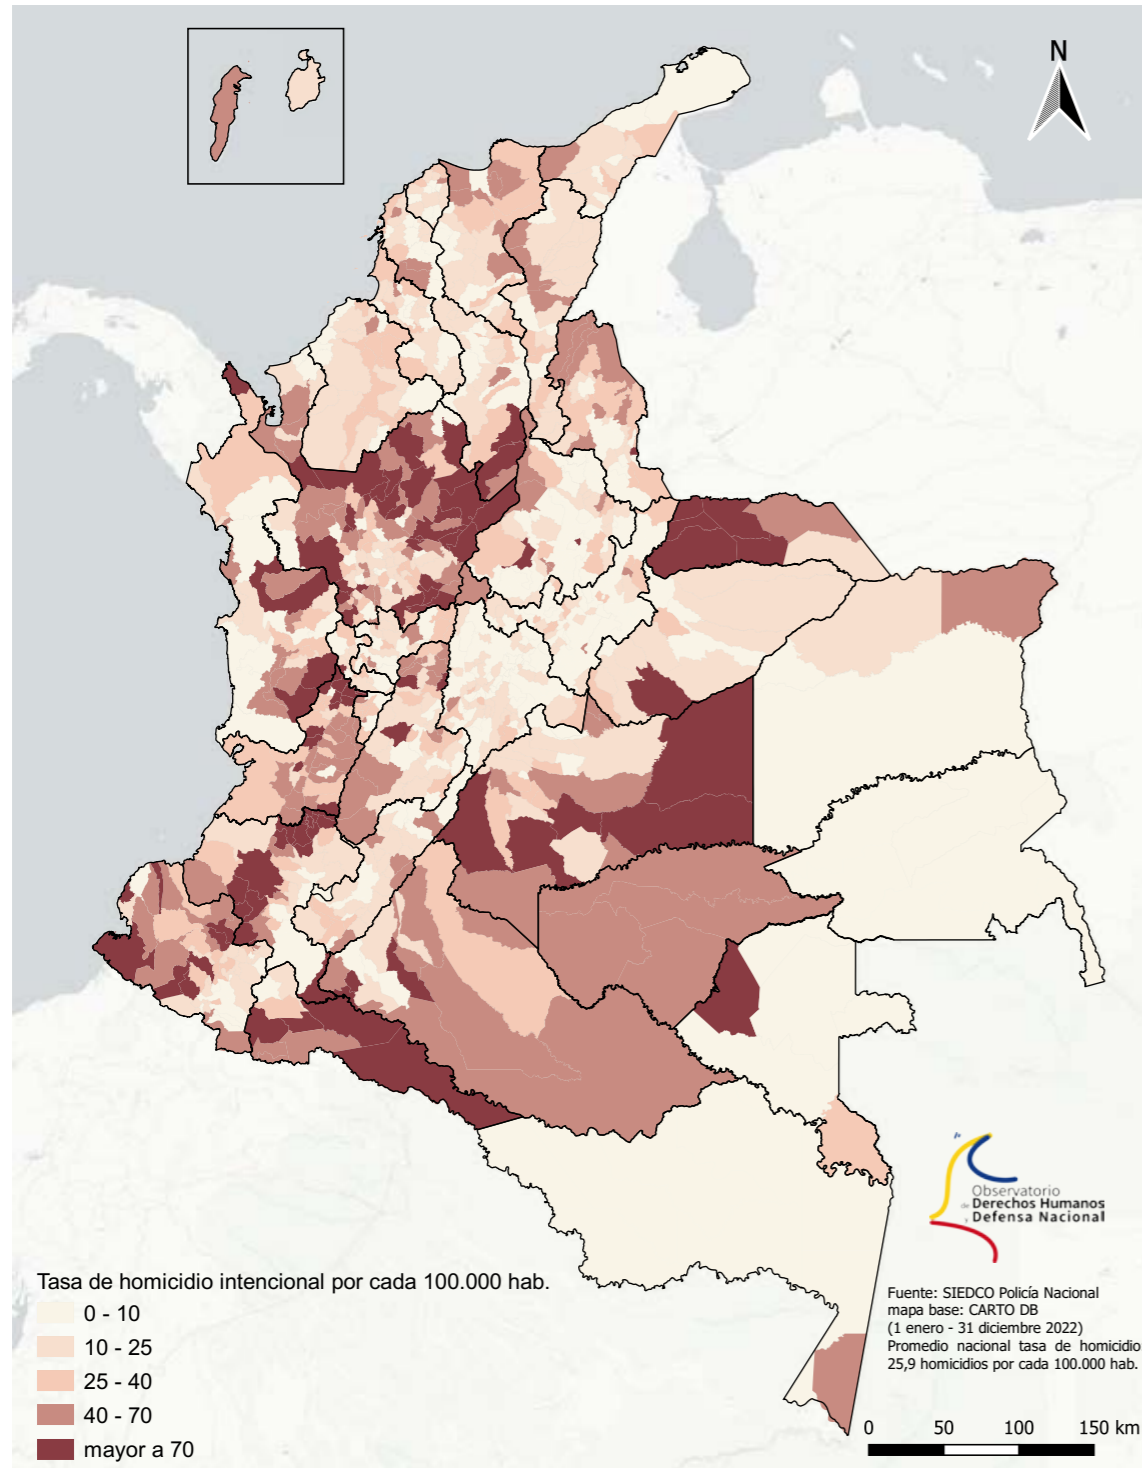 N
Observatorio
de Derechos Humanos
y Defensa Nacional
Tasa de homicidio intencional por cada 100.000 hab.
0 - 10
10 - 25
25 - 40
40 - 70
mayor a 70
Fuente: SIEDCO Policía Nacional
mapa base: CARTO DB
(1 enero - 31 diciembre 2022)
Promedio nacional tasa de homicidio
25,9 homicidios por cada 100.000 hab.
0 50 100 150 km